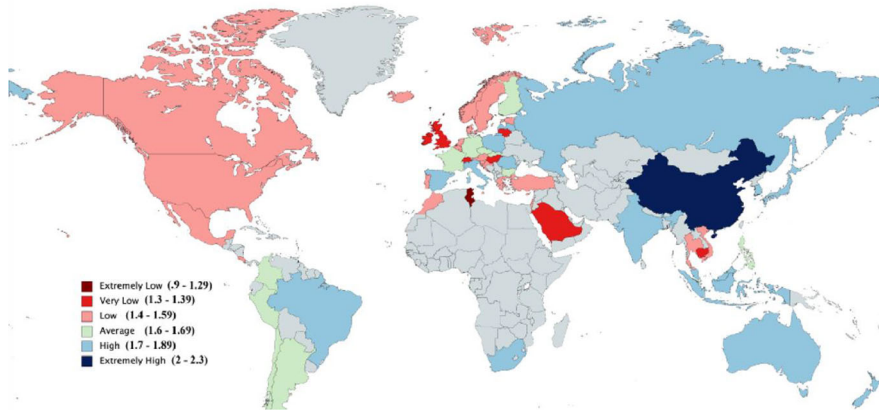 Extremely Low (.9 - 1.29)
Very Low (1.3 - 1.39)
Low (1.4 - 1.59)
Average (1.6 - 1.69)
High (1.7 - 1.89)
Extremely High (2 - 2.3)